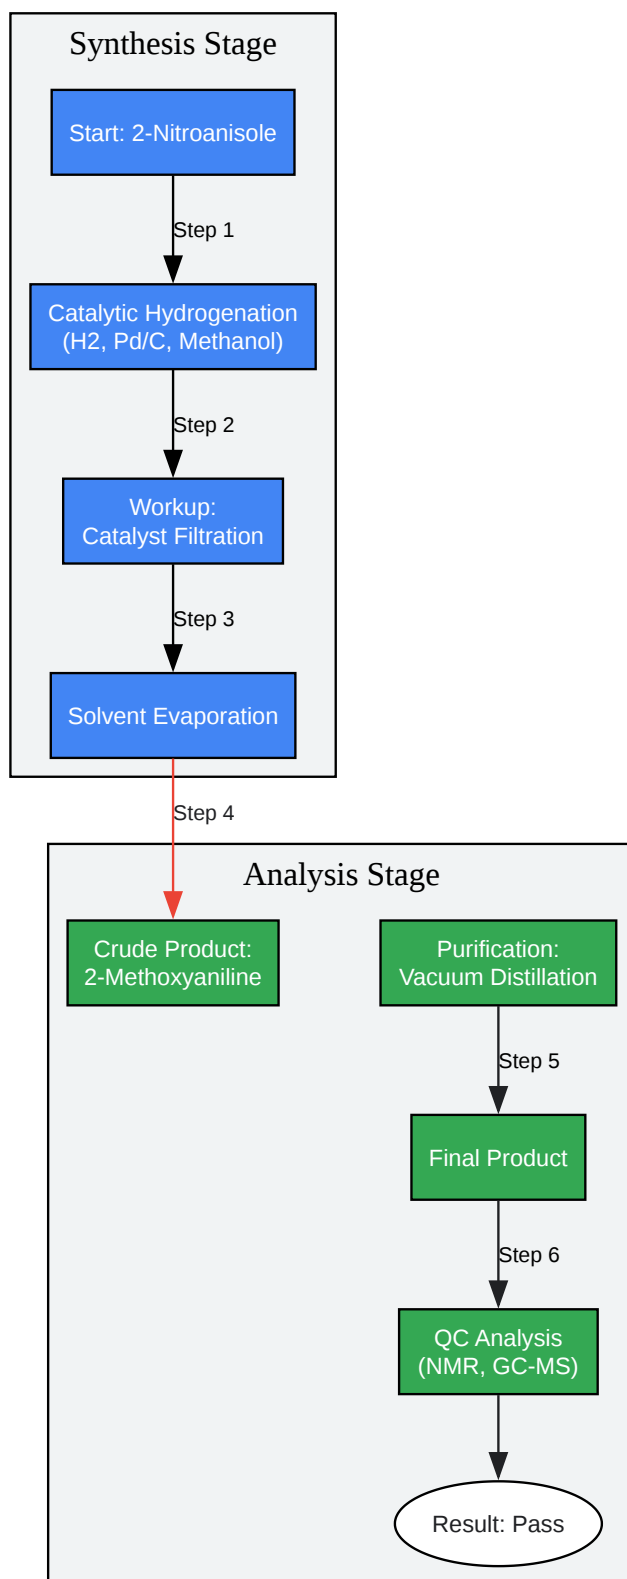 Synthesis Stage
Start: 2-Nitroanisole
Step 1
Catalytic Hydrogenation
(H2, Pd/C, Methanol)
Step 2
Workup:
Catalyst Filtration
Step 3
Solvent Evaporation
Step 4
Analysis Stage
Crude Product:
2-Methoxyaniline
Purification:
Vacuum Distillation
Step 5
Final Product
Step 6
QC Analysis
(NMR, GC-MS)
Result: Pass